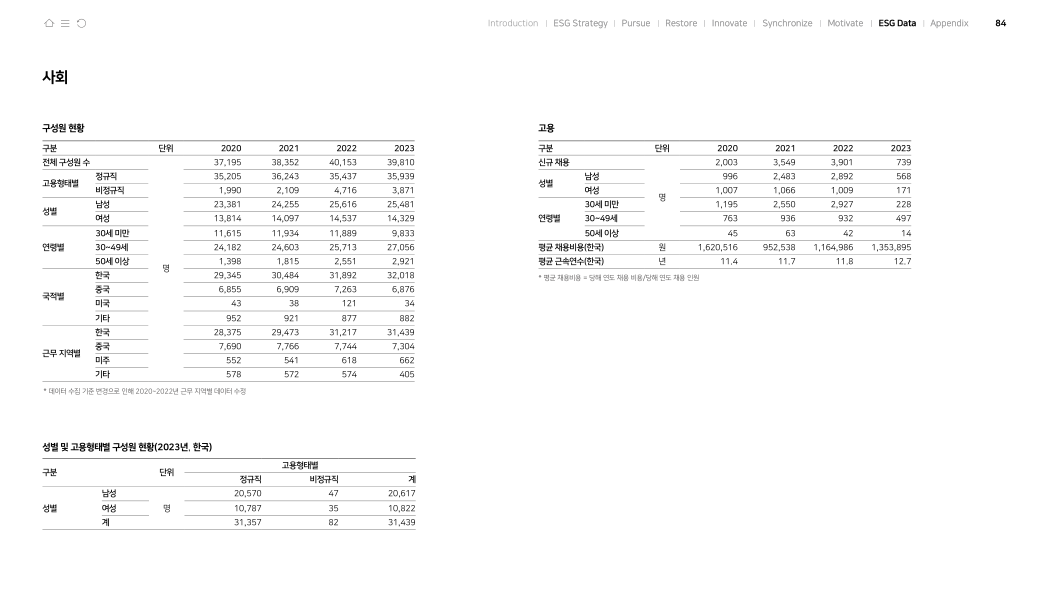 Introduction | ESG Strategy | Pursue | Restore | Innovate | Synchronize | Motivate | ESG Data | Appendix 84
사회
구성원 현황
구분 단위 2020 2021 2022 2023
전체 구성원 수 명 37,195 38,352 40,153 39,810
고용형태별 정규직 35,205 36,243 35,437 35,939
비정규직 1,990 2,109 4,716 3,871
성별 남성 23,381 24,255 25,616 25,481
여성 13,814 14,097 14,537 14,329
연령별 30세 미만 11,615 11,934 11,889 9,833
30~49세 24,182 24,603 25,713 27,056
50세 이상 1,398 1,815 2,551 2,921
국적별 한국 29,345 30,484 31,892 32,018
중국 6,855 6,909 7,263 6,876
미국 43 38 121 34
기타 952 921 877 882
근무 지역별 한국 28,375 29,473 31,217 31,439
중국 7,690 7,766 7,744 7,304
미주 552 541 618 662
기타 578 572 574 405
* 데이터 수집 기준 변경으로 인해 2020~2022년 근무 지역별 데이터 수정
성별 및 고용형태별 구성원 현황(2023년, 한국)
구분 단위 고용형태별
정규직 비정규직 계
성별 남성 명 20,570 47 20,617
여성 10,787 35 10,822
계 31,357 82 31,439
고용
구분 단위 2020 2021 2022 2023
신규 채용 명 2,003 3,549 3,901 739
성별 남성 996 2,483 2,892 568
여성 1,007 1,066 1,009 171
연령별 30세 미만 1,195 2,550 2,927 228
30~49세 763 936 932 497
50세 이상 45 63 42 14
평균 채용비용(한국) 원 1,620,516 952,538 1,164,986 1,353,895
평균 근속연수(한국) 년 11.4 11.7 11.8 12.7
* 평균 채용비용 = 당해 연도 채용 비용/당해 연도 채용 인원